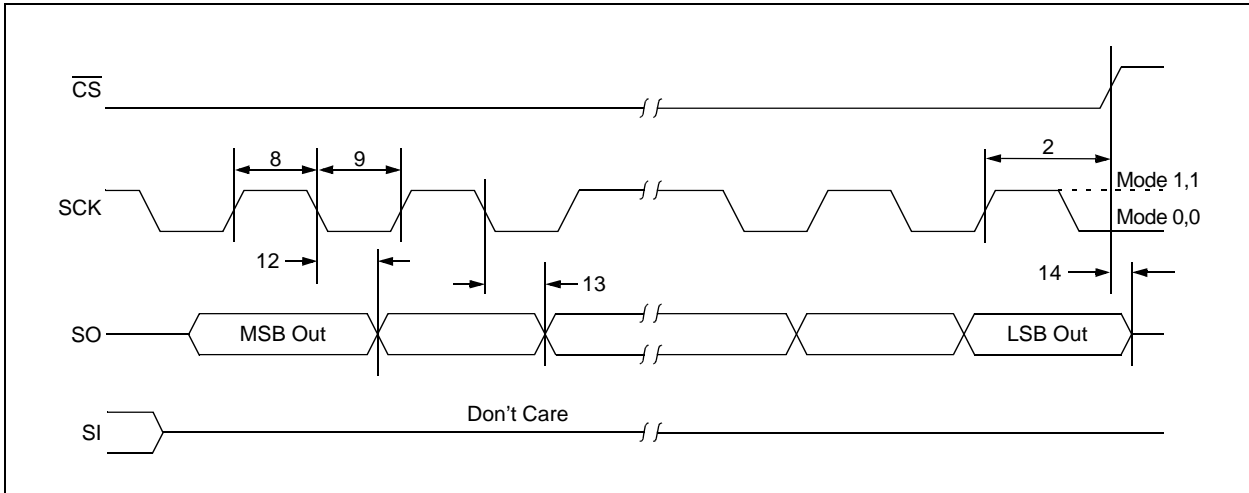 CS
8
9
2
SCK
Mode 1,1
Mode 0,0
12
13
14
SO
MSB Out
LSB Out
SI
Don't Care